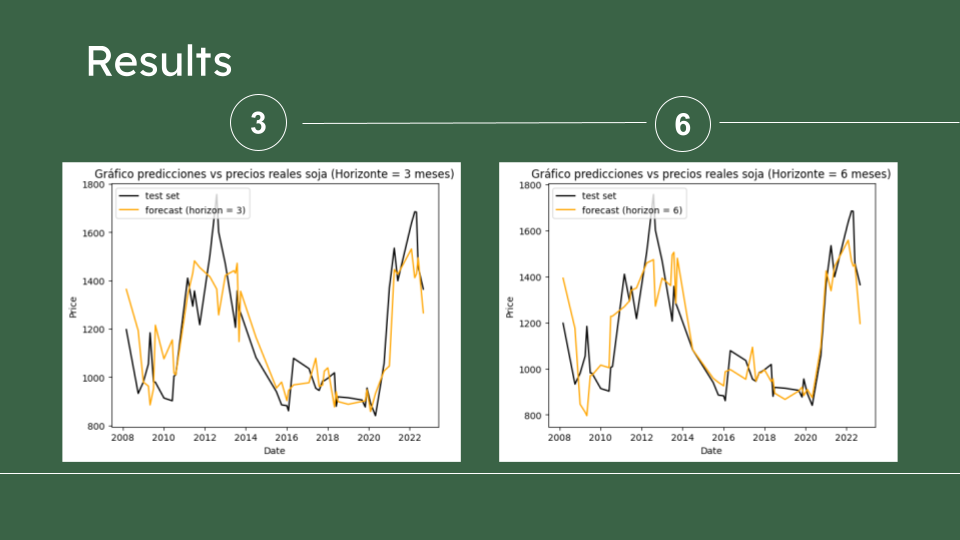 Results
3
6
Gráfico predicciones vs precios reales soja (Horizonte = 3 meses)
test set
forecast (horizon = 3)
1800
1600
1400
1200
1000
800
Price
2008 2010 2012 2014 2016 2018 2020 2022
Date
Gráfico predicciones vs precios reales soja (Horizonte = 6 meses)
test set
forecast (horizon = 6)
1800
1600
1400
1200
1000
800
Price
2008 2010 2012 2014 2016 2018 2020 2022
Date